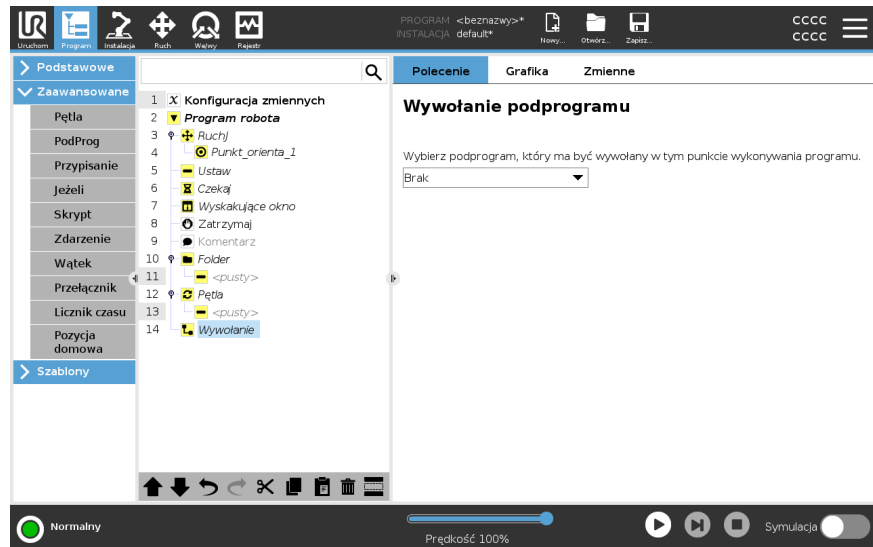 UR
PROGRAM <beznazwy>*
INSTALACJA default*
CCCC
CCCC
Uruchom Program Instalacja Ruch We/wy Rejestr
Nowy... Otwórz... Zapisz...
Podstawowe
Zaawansowane
Pętla
PodProg
Przypisanie
Jeżeli
Skrypt
Zdarzenie
Wątek
Przełącznik
Licznik czasu
Pozycja
domowa
Szablony
1 X Konfiguracja zmiennych
2 Program robota
3 RuchJ
4 Punkt_orienta_1
5 Ustaw
6 Czekaj
7 Wyskakujące okno
8 Zatrzymaj
9 Komentarz
10 Folder
11 <pusty>
12 Pętla
13 <pusty>
14 Wywołanie
Polecenie Grafika Zmienne
Wywołanie podprogramu
Wybierz podprogram, który ma być wywołany w tym punkcie wykonywania programu.
Brak
Normalny
Prędkość 100%
Symulacja